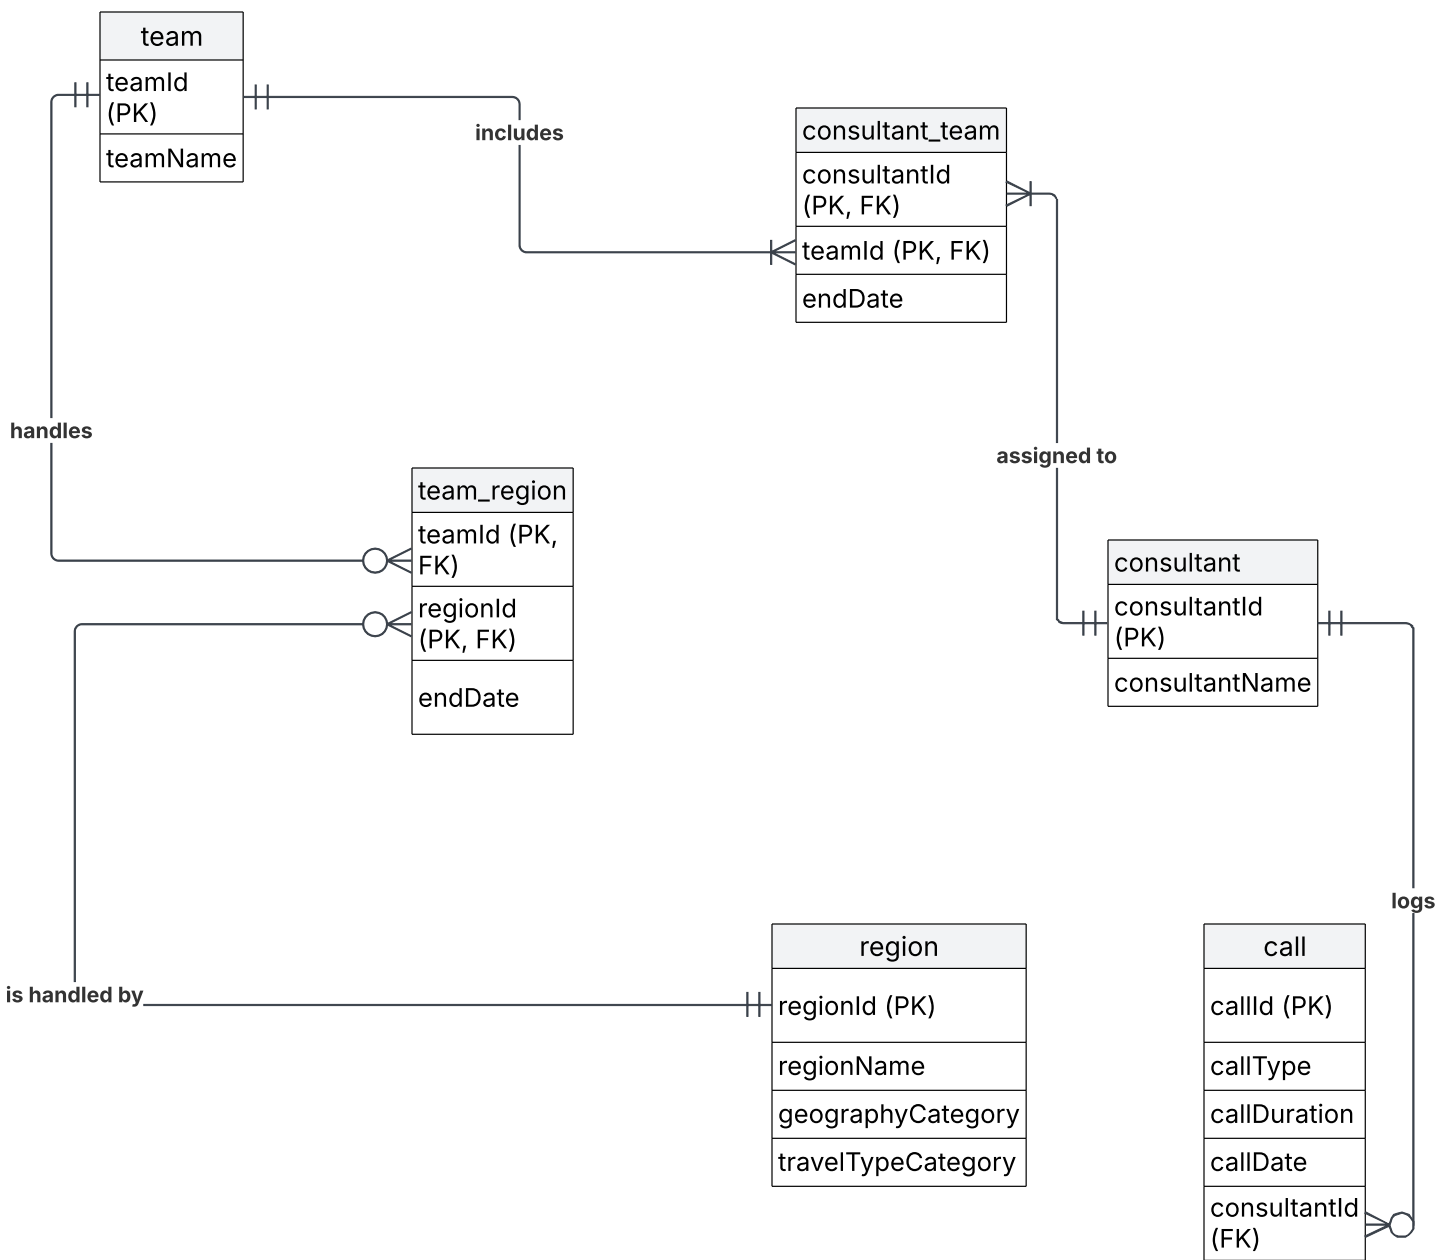 team
teamId
(PK)
teamName
includes
consultant_team
consultantId
(PK, FK)
teamId (PK, FK)
endDate
handles
assigned to
team_region
teamId (PK,
FK)
regionId
(PK, FK)
endDate
consultant
consultantId
(PK)
consultantName
logs
is handled by
region
regionId (PK)
regionName
geographyCategory
travelTypeCategory
call
callId (PK)
callType
callDuration
callDate
consultantId
(FK)